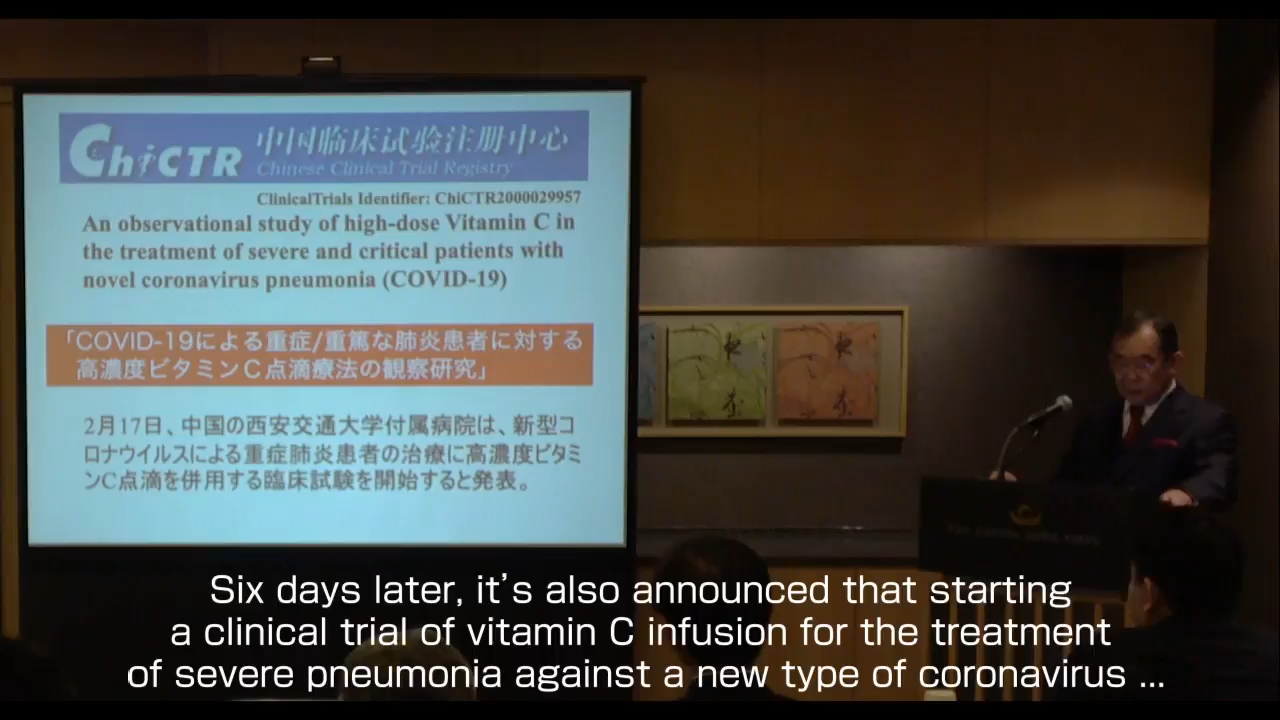 ChiCTR 中国临床试验注册中心
Chinese Clinical Trial Registry
ClinicalTrials Identifier: ChiCTR2000029957
An observational study of high-dose Vitamin C in
the treatment of severe and critical patients with
novel coronavirus pneumonia (COVID-19)
「COVID-19による重症/重篤な肺炎患者に対する
高濃度ビタミンC点滴療法の観察研究」
2月17日、中国の西安交通大学付属病院は、新型コ
ロナウイルスによる重症肺炎患者の治療に高濃度ビタミ
ンC点滴を併用する臨床試験を開始すると発表。
Six days later, it’s also announced that starting
a clinical trial of vitamin C infusion for the treatment
of severe pneumonia against a new type of coronavirus ...